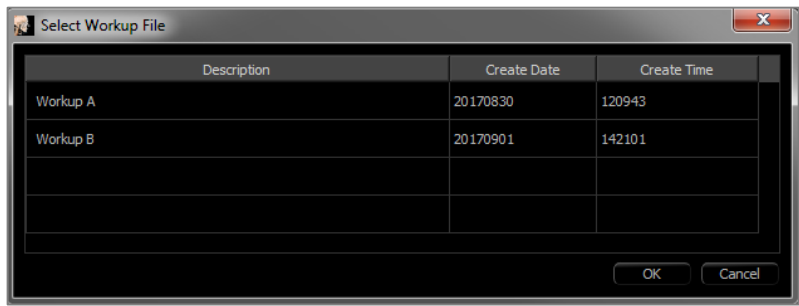 Select Workup File
Description Create Date Create Time
Workup A 20170830 120943
Workup B 20170901 142101
OK Cancel